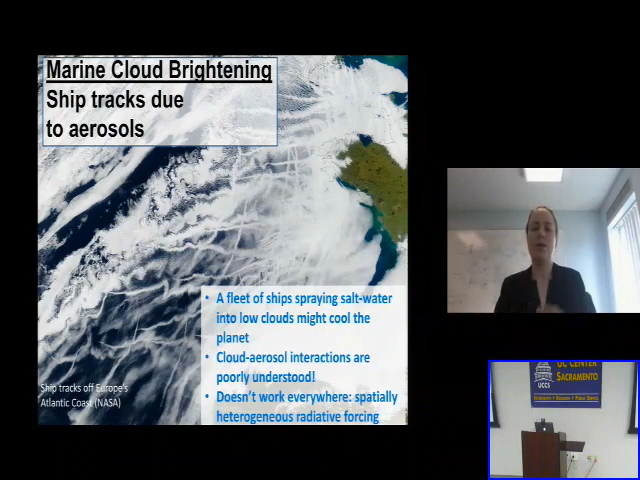 Marine Cloud Brightening
Ship tracks due
to aerosols
• A fleet of ships spraying salt-water
into low clouds might cool the
planet
• Cloud-aerosol interactions are
poorly understood!
• Doesn't work everywhere: spatially
heterogeneous radiative forcing
Ship tracks off Europe's
Atlantic Coast (NASA)
UC CENTER
SACRAMENTO
UCCS